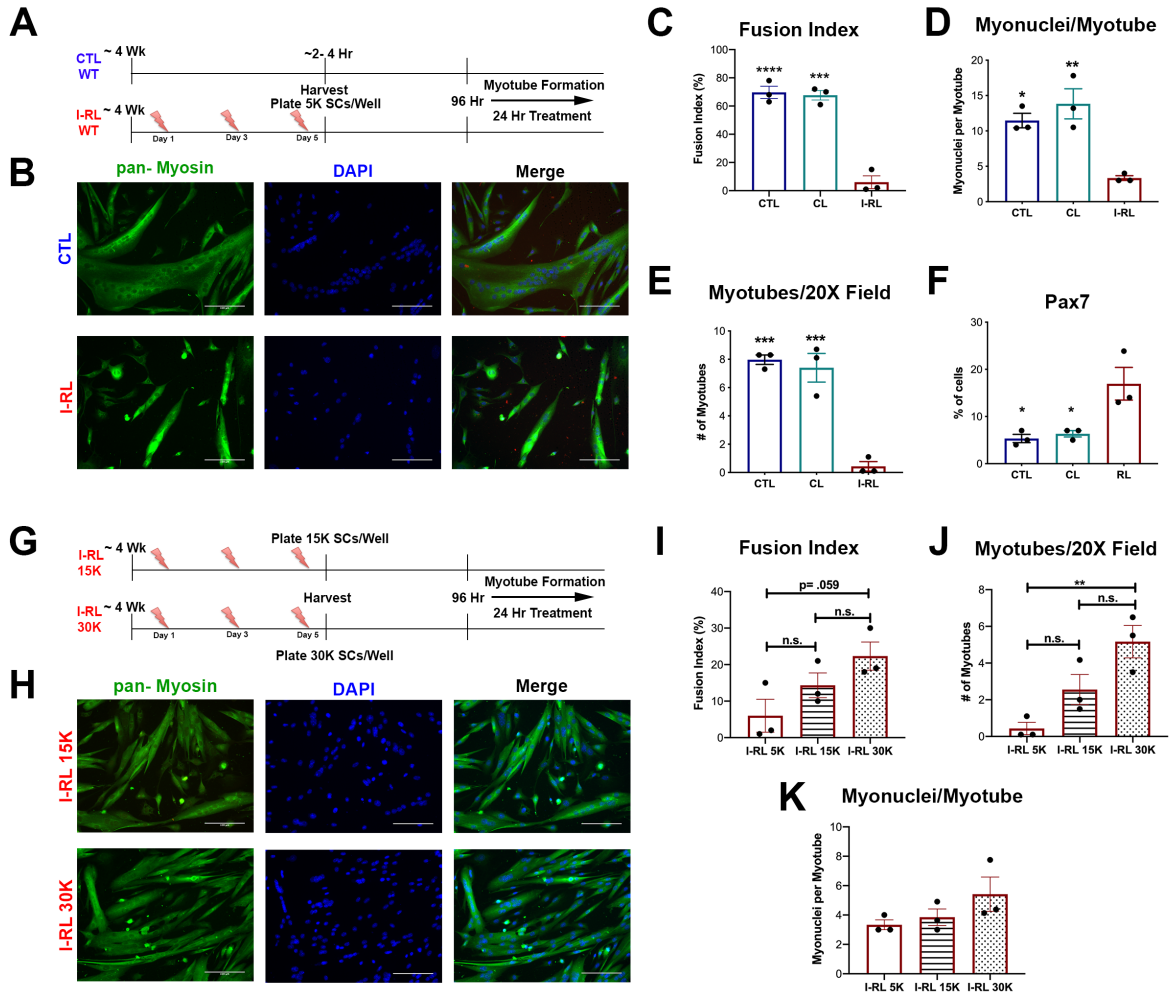 A
CTL
WT
~ 4 Wk
~2- 4 Hr
Harvest
Plate 5K SCs/Well
96 Hr
Myotube Formation
24 Hr Treatment
I-RL
WT
~ 4 Wk
Day 1
Day 3
Day 5
B
pan- Myosin
DAPI
Merge
CTL
I-RL
C
Fusion Index
Fusion Index (%)
100
80
60
40
20
0
****
***
CTL
CL
I-RL
D
Myonuclei/Myotube
Myonuclei per Myotube
20
15
10
5
0
*
**
CTL
CL
I-RL
E
Myotubes/20X Field
# of Myotubes
10
8
6
4
2
0
***
***
CTL
CL
I-RL
F
Pax7
% of cells
30
20
10
0
*
*
CTL
CL
RL
G
I-RL
15K
~ 4 Wk
Plate 15K SCs/Well
Harvest
96 Hr
Myotube Formation
24 Hr Treatment
I-RL
30K
~ 4 Wk
Day 1
Day 3
Day 5
Plate 30K SCs/Well
H
pan- Myosin
DAPI
Merge
I-RL 15K
I-RL 30K
I
Fusion Index
Fusion Index (%)
40
30
20
10
0
p= .059
n.s.
n.s.
I-RL 5K
I-RL 15K
I-RL 30K
J
Myotubes/20X Field
# of Myotubes
8
6
4
2
0
**
n.s.
n.s.
I-RL 5K
I-RL 15K
I-RL 30K
K
Myonuclei/Myotube
Myonuclei per Myotube
10
8
6
4
2
0
I-RL 5K
I-RL 15K
I-RL 30K